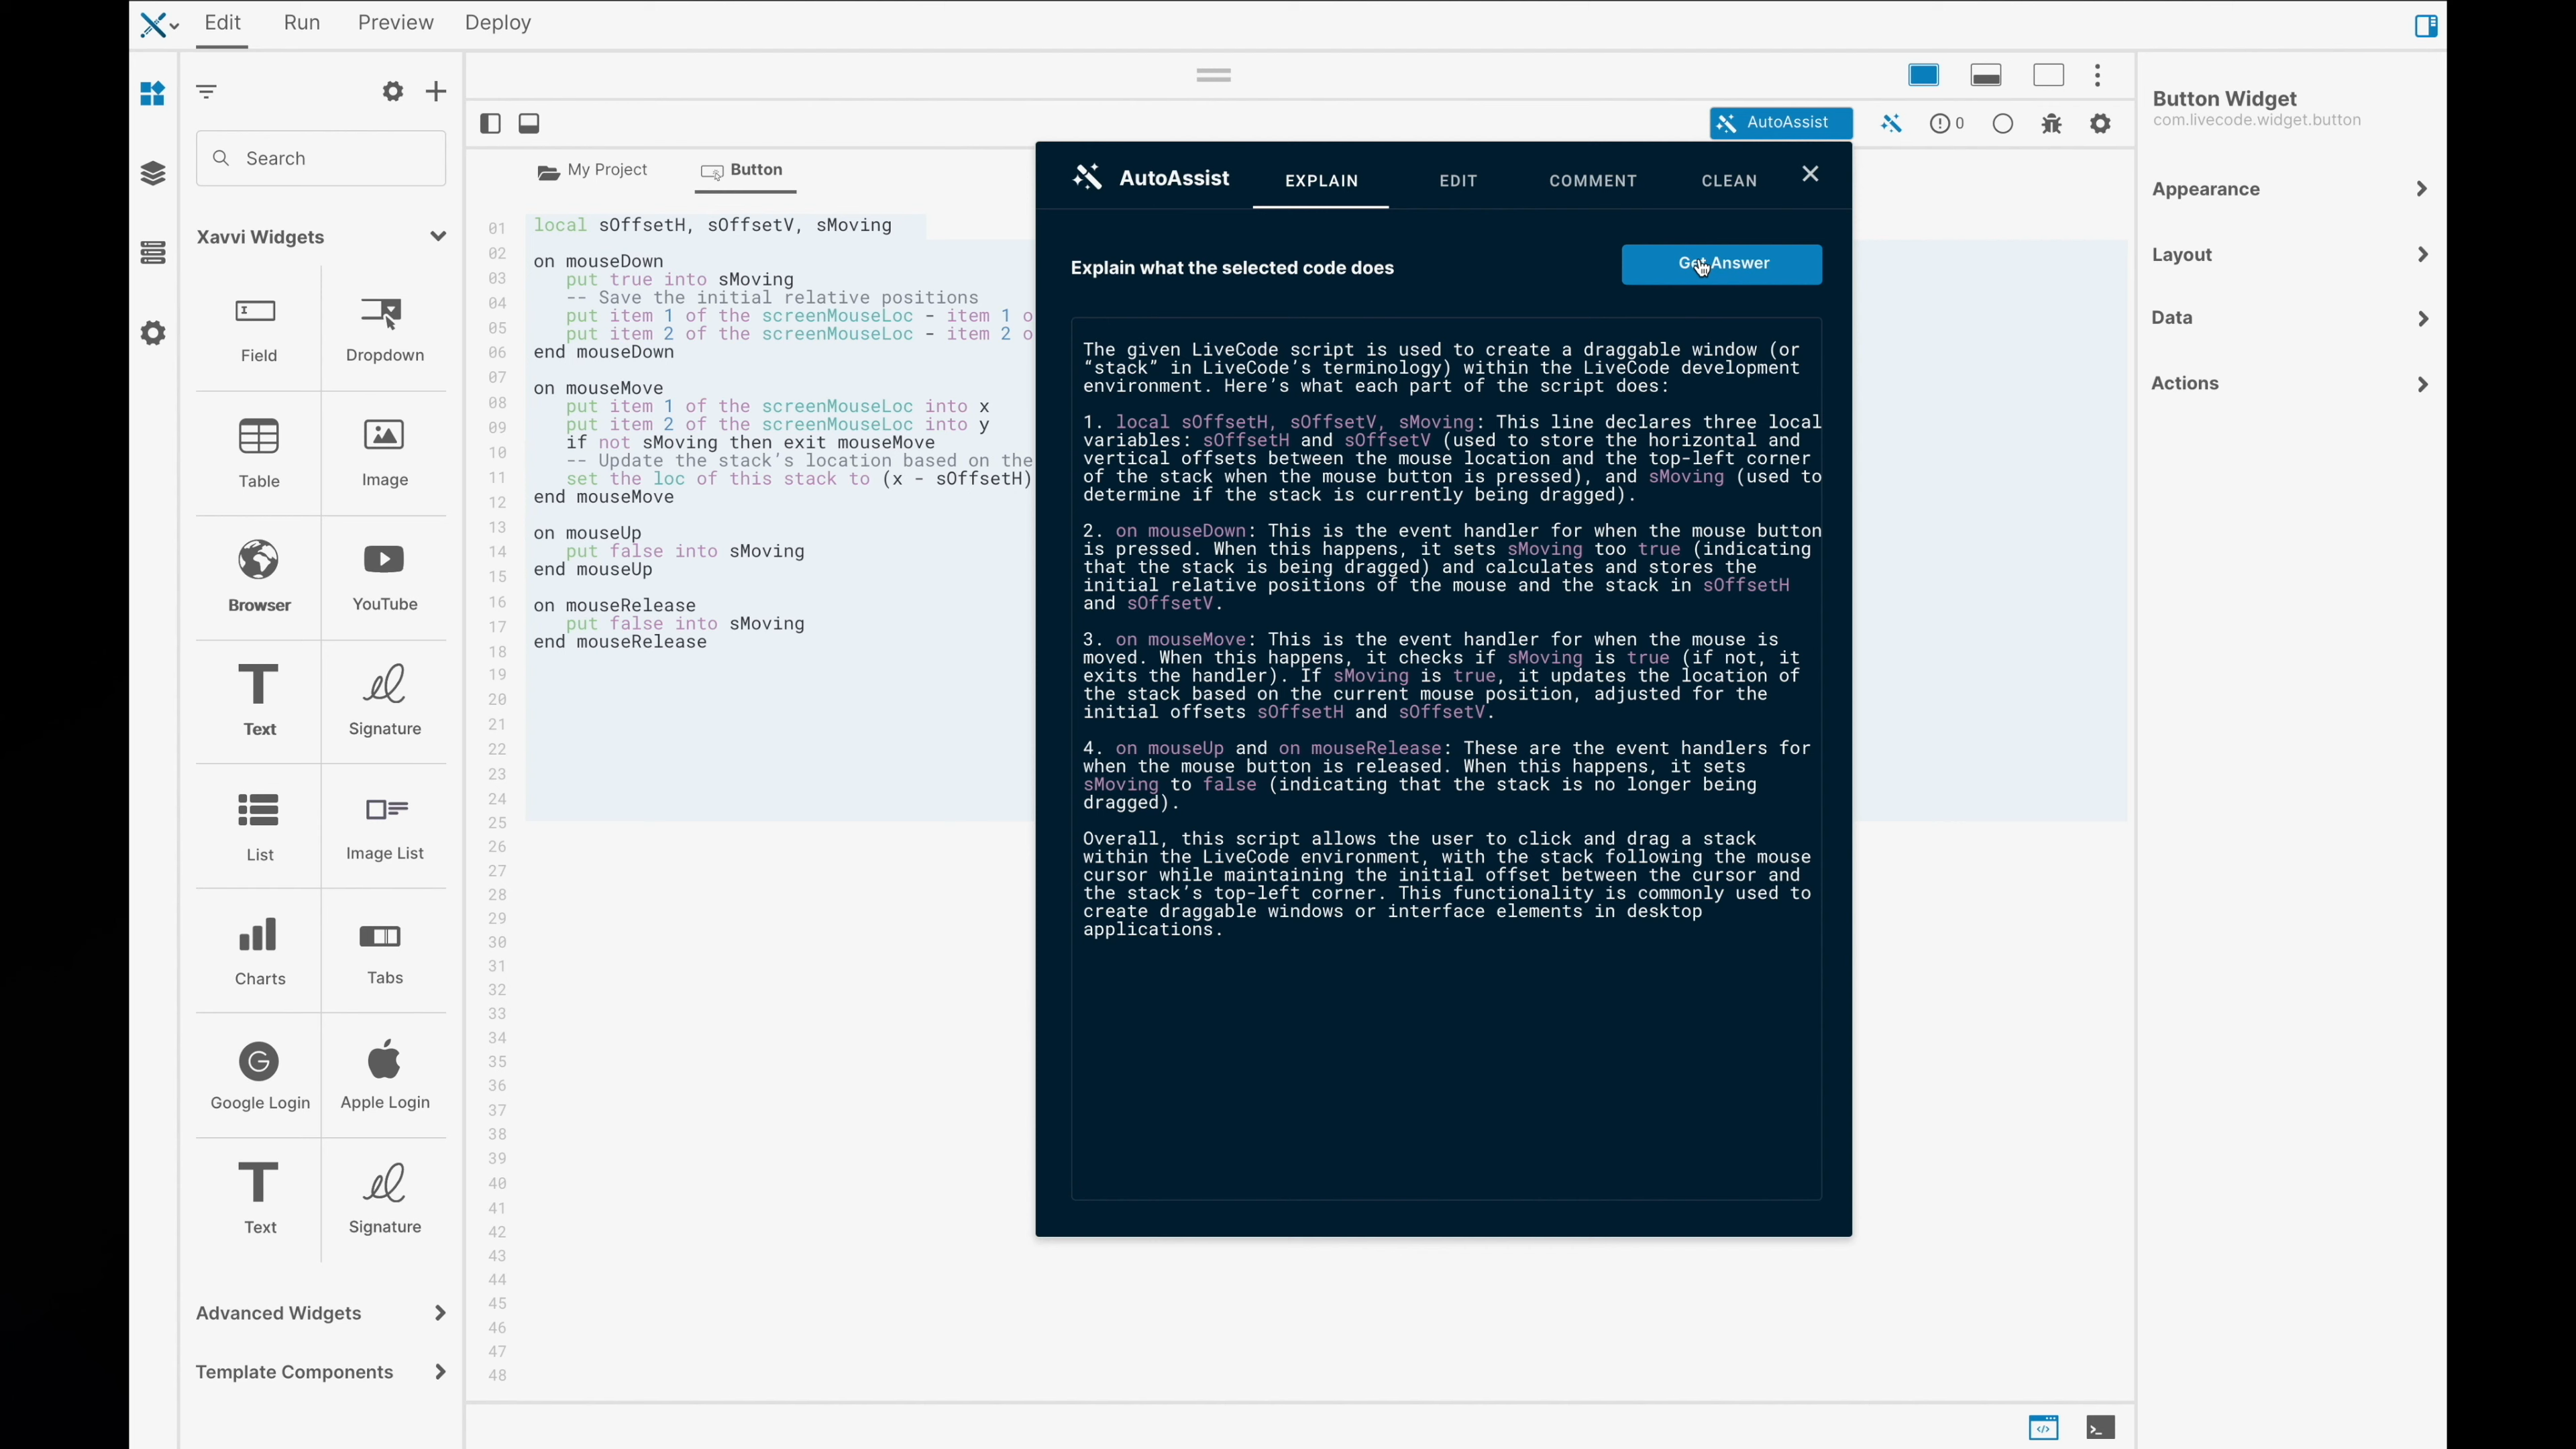 Edit
Run
Preview
Deploy
Search
Xavvi Widgets
Field
Dropdown
Table
Image
Browser
YouTube
Text
Signature
List
Image List
Charts
Tabs
Google Login
Apple Login
Text
Signature
Advanced Widgets
Template Components
AutoAssist
0
My Project
Button
01
02
03
04
05
06
07
08
09
10
11
12
13
14
15
16
17
18
19
20
21
22
23
24
25
26
27
28
29
30
31
32
33
34
35
36
37
38
39
40
41
42
43
44
45
46
47
48
local sOffsetH, sOffsetV, sMoving
on mouseDown
put true into sMoving
-- Save the initial relative positions
put item 1 of the screenMouseLoc - item 1 o
put item 2 of the screenMouseLoc - item 2 o
end mouseDown
on mouseMove
put item 1 of the screenMouseLoc into x
put item 2 of the screenMouseLoc into y
if not sMoving then exit mouseMove
-- Update the stack's location based on the
set the loc of this stack to (x - sOffsetH)
end mouseMove
on mouseUp
put false into sMoving
end mouseUp
on mouseRelease
put false into sMoving
end mouseRelease
AutoAssist
EXPLAIN
EDIT
COMMENT
CLEAN
Explain what the selected code does
Get Answer
The given LiveCode script is used to create a draggable window (or
“stack” in LiveCode’s terminology) within the LiveCode development
environment. Here’s what each part of the script does:
1. local sOffsetH, sOffsetV, sMoving: This line declares three local
variables: sOffsetH and sOffsetV (used to store the horizontal and
vertical offsets between the mouse location and the top-left corner
of the stack when the mouse button is pressed), and sMoving (used to
determine if the stack is currently being dragged).
2. on mouseDown: This is the event handler for when the mouse button
is pressed. When this happens, it sets sMoving too true (indicating
that the stack is being dragged) and calculates and stores the
initial relative positions of the mouse and the stack in sOffsetH
and sOffsetV.
3. on mouseMove: This is the event handler for when the mouse is
moved. When this happens, it checks if sMoving is true (if not, it
exits the handler). If sMoving is true, it updates the location of
the stack based on the current mouse position, adjusted for the
initial offsets sOffsetH and sOffsetV.
4. on mouseUp and on mouseRelease: These are the event handlers for
when the mouse button is released. When this happens, it sets
sMoving to false (indicating that the stack is no longer being
dragged).
Overall, this script allows the user to click and drag a stack
within the LiveCode environment, with the stack following the mouse
cursor while maintaining the initial offset between the cursor and
the stack’s top-left corner. This functionality is commonly used to
create draggable windows or interface elements in desktop
applications.
Button Widget
com.livecode.widget.button
Appearance
Layout
Data
Actions